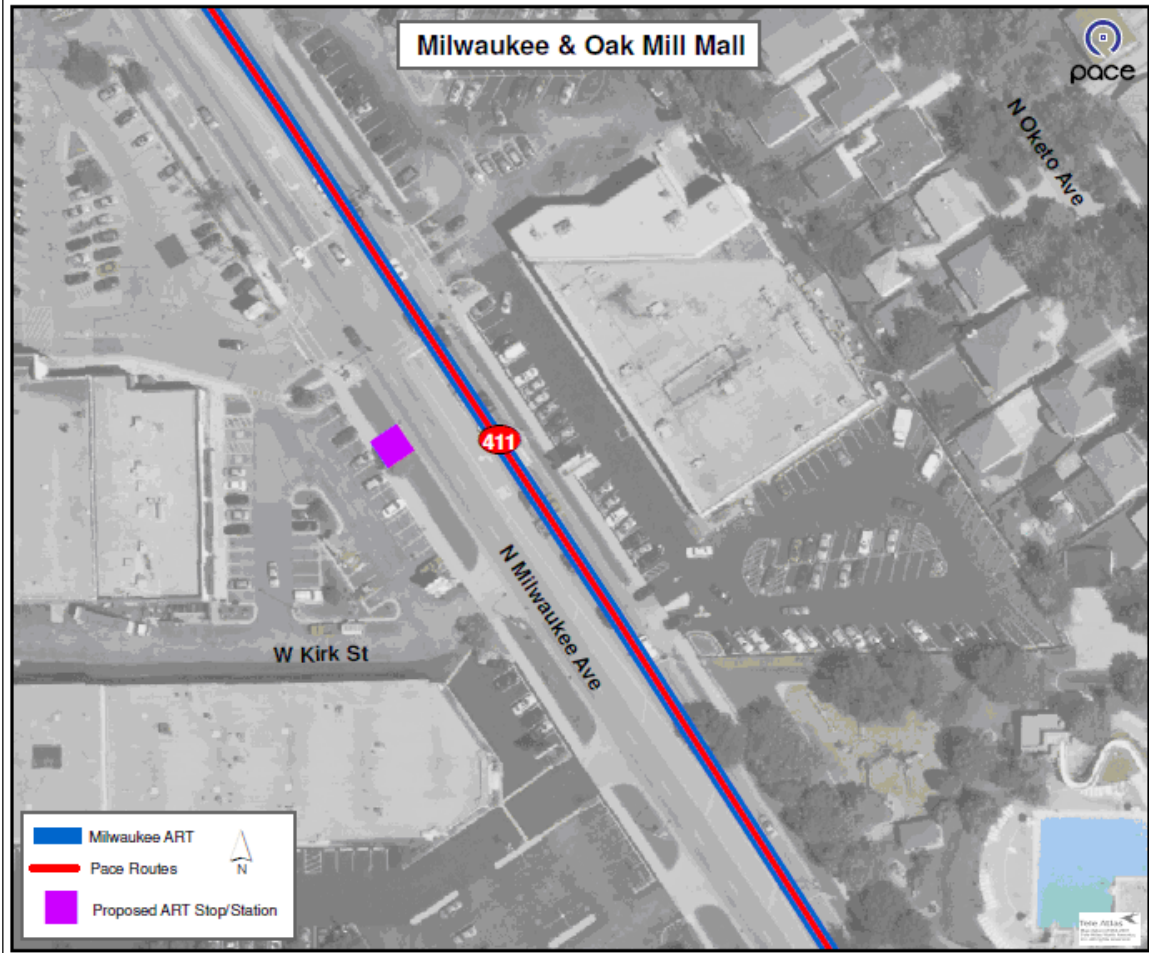 Milwaukee & Oak Mill Mall
pace
N Oketo Ave
411
N Milwaukee Ave
W Kirk St
Milwaukee ART
N
Pace Routes
Proposed ART Stop/Station
Tele Atlas